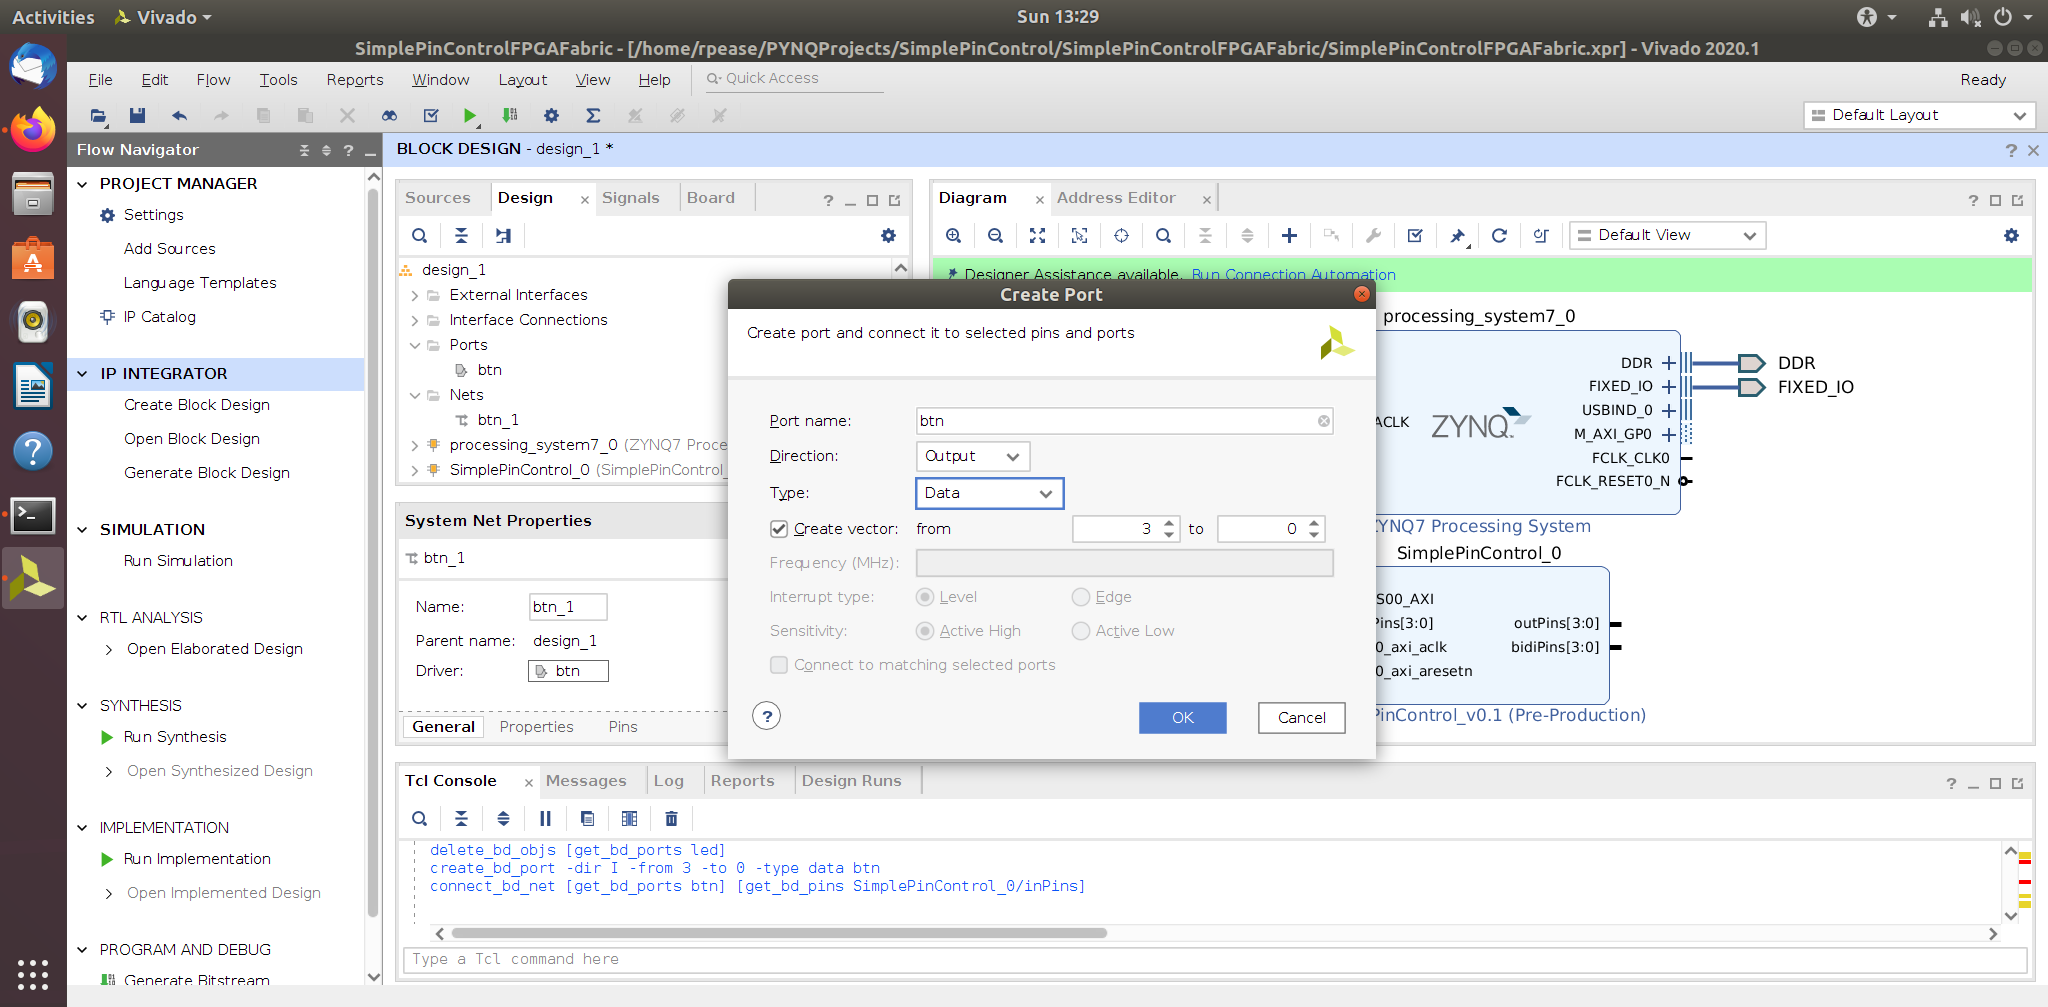 Activities
Vivado
Sun 13:29
SimplePinControlFPGAFabric - [/home/rpease/PYNQProjects/SimplePinControl/SimplePinControlFPGAFabric/SimplePinControlFPGAFabric.xpr] - Vivado 2020.1
File Edit Flow Tools Reports Window Layout View Help
Quick Access
Ready
Default Layout
Flow Navigator
PROJECT MANAGER
Settings
Add Sources
Language Templates
IP Catalog
IP INTEGRATOR
Create Block Design
Open Block Design
Generate Block Design
SIMULATION
Run Simulation
RTL ANALYSIS
Open Elaborated Design
SYNTHESIS
Run Synthesis
Open Synthesized Design
IMPLEMENTATION
Run Implementation
Open Implemented Design
PROGRAM AND DEBUG
Generate Bitstream
BLOCK DESIGN - design_1 *
Sources Design Signals Board
design_1
External Interfaces
Interface Connections
Ports
btn
Nets
btn_1
processing_system7_0 (ZYNQ7 Proce
SimplePinControl_0 (SimplePinControl_
System Net Properties
btn_1
Name: btn_1
Parent name: design_1
Driver: btn
General Properties Pins
Diagram Address Editor
Default View
Designer Assistance available. Run Connection Automation
processing_system7_0
DDR
FIXED_IO
USBIND_0
M_AXI_GP0
FCLK_CLK0
FCLK_RESET0_N
ACLK
ZYNQ
DDR
FIXED_IO
ZYNQ7 Processing System
SimplePinControl_0
S00_AXI
Pins[3:0]
0_axi_aclk
0_axi_aresetn
outPins[3:0]
bidiPins[3:0]
PinControl_v0.1 (Pre-Production)
Create Port
Create port and connect it to selected pins and ports
Port name: btn
Direction: Output
Type: Data
Create vector: from 3 to 0
Frequency (MHz):
Interrupt type: Level Edge
Sensitivity: Active High Active Low
Connect to matching selected ports
OK
Cancel
Tcl Console Messages Log Reports Design Runs
delete_bd_objs [get_bd_ports led]
create_bd_port -dir I -from 3 -to 0 -type data btn
connect_bd_net [get_bd_ports btn] [get_bd_pins SimplePinControl_0/inPins]
Type a Tcl command here